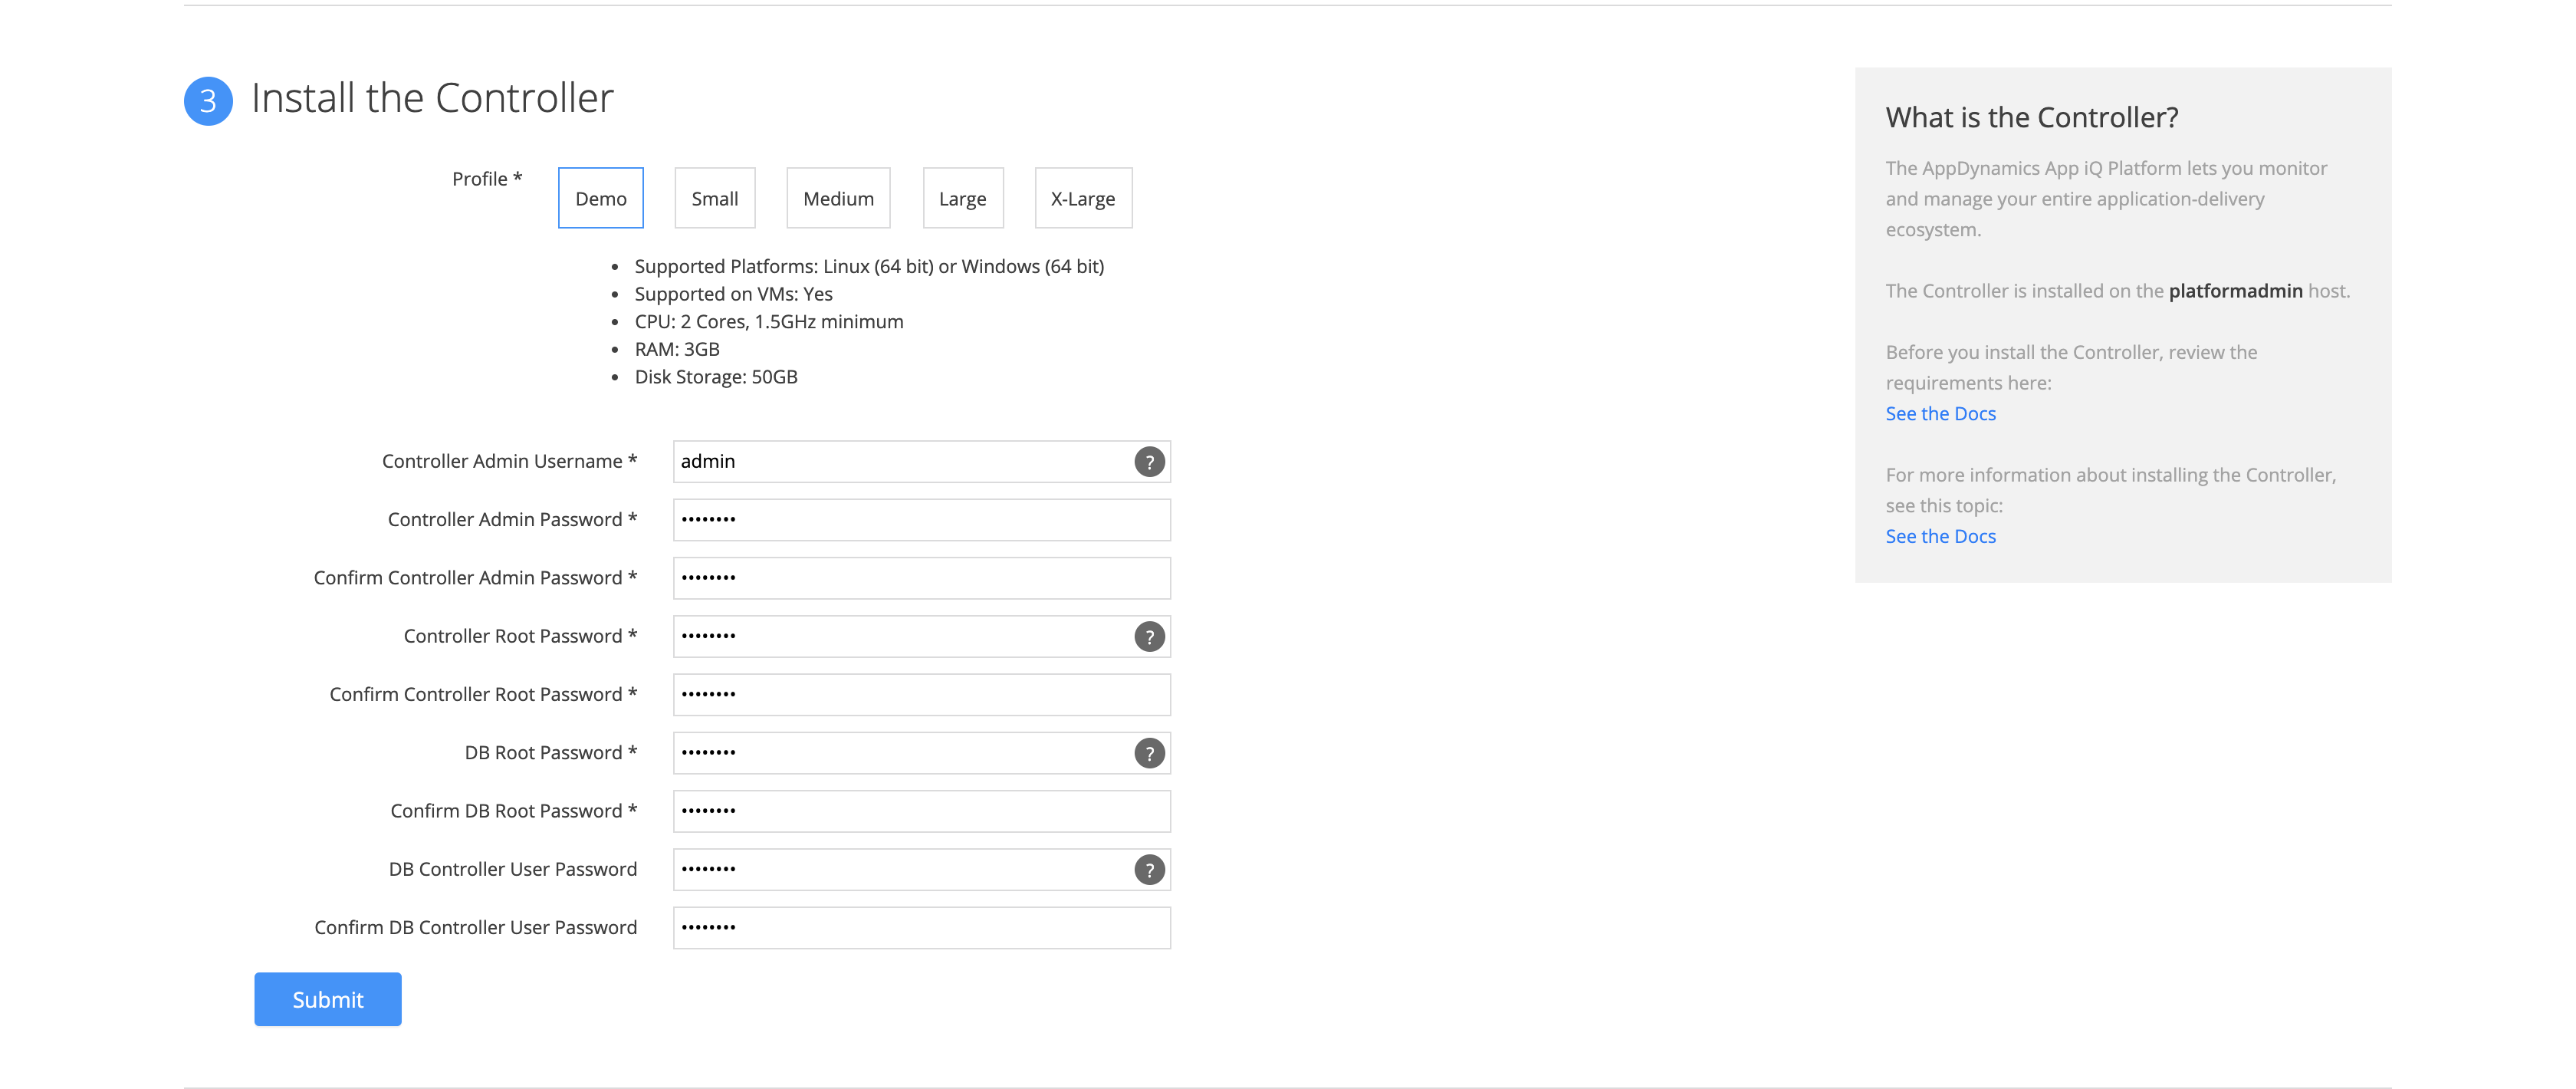 3 Install the Controller
Profile *
Demo Small Medium Large X-Large
• Supported Platforms: Linux (64 bit) or Windows (64 bit)
• Supported on VMs: Yes
• CPU: 2 Cores, 1.5GHz minimum
• RAM: 3GB
• Disk Storage: 50GB
Controller Admin Username * admin ?
Controller Admin Password * ••••••••
Confirm Controller Admin Password * ••••••••
Controller Root Password * •••••••• ?
Confirm Controller Root Password * ••••••••
DB Root Password * •••••••• ?
Confirm DB Root Password * ••••••••
DB Controller User Password •••••••• ?
Confirm DB Controller User Password ••••••••
Submit
What is the Controller?
The AppDynamics App iQ Platform lets you monitor
and manage your entire application-delivery
ecosystem.
The Controller is installed on the platformadmin host.
Before you install the Controller, review the
requirements here:
See the Docs
For more information about installing the Controller,
see this topic:
See the Docs